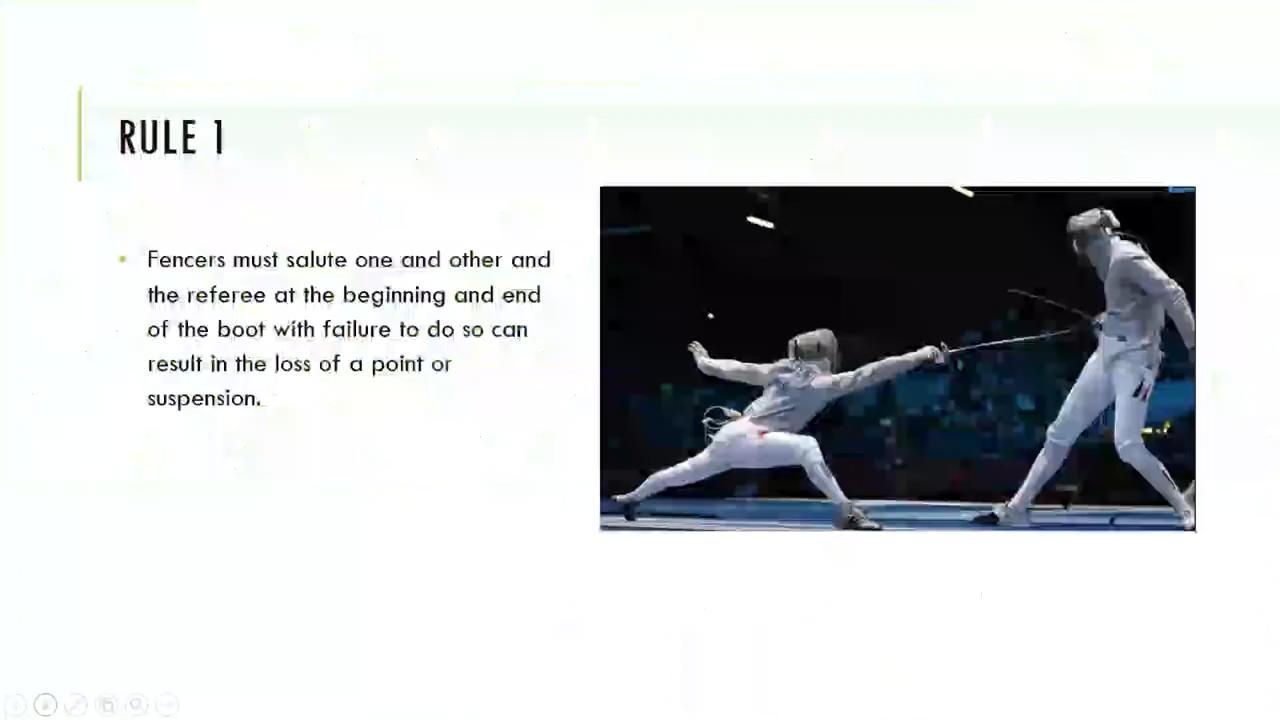 RULE 1
Fencers must salute one and other and
the referee at the beginning and end
of the boot with failure to do so can
result in the loss of a point or
suspension.